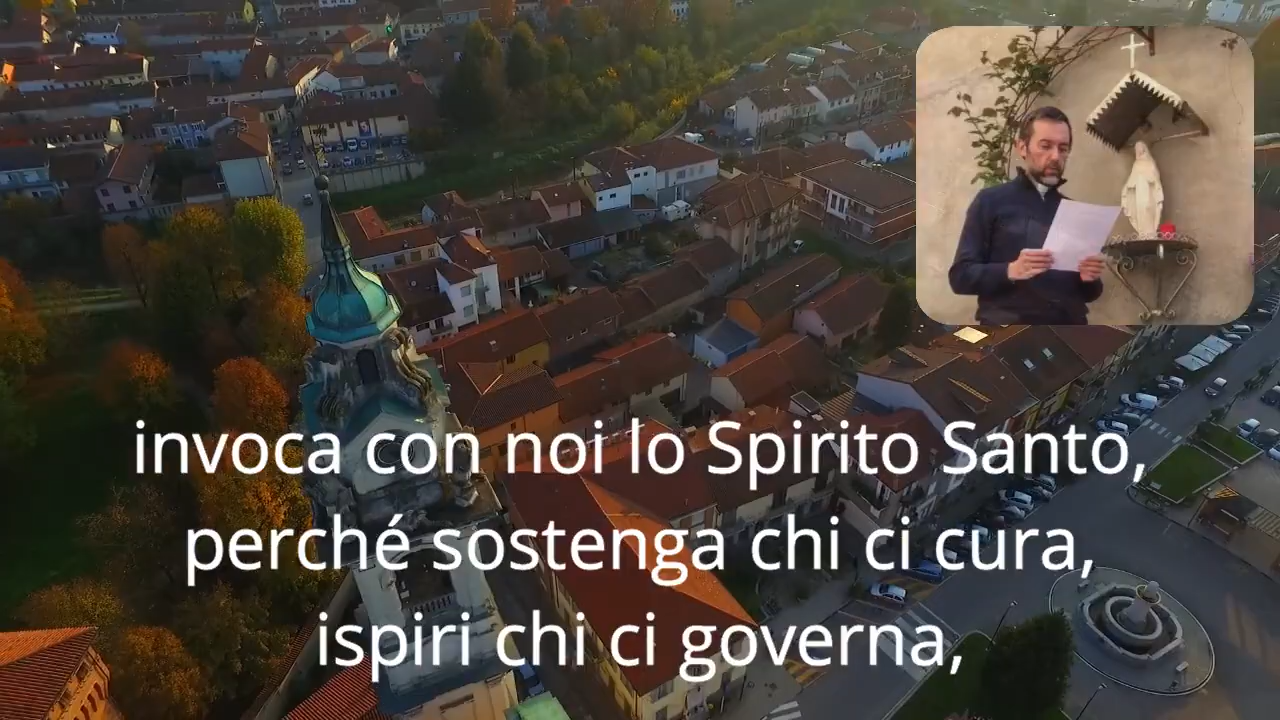 invoca con noi lo Spirito Santo,
perché sostenga chi ci cura,
ispiri chi ci governa,